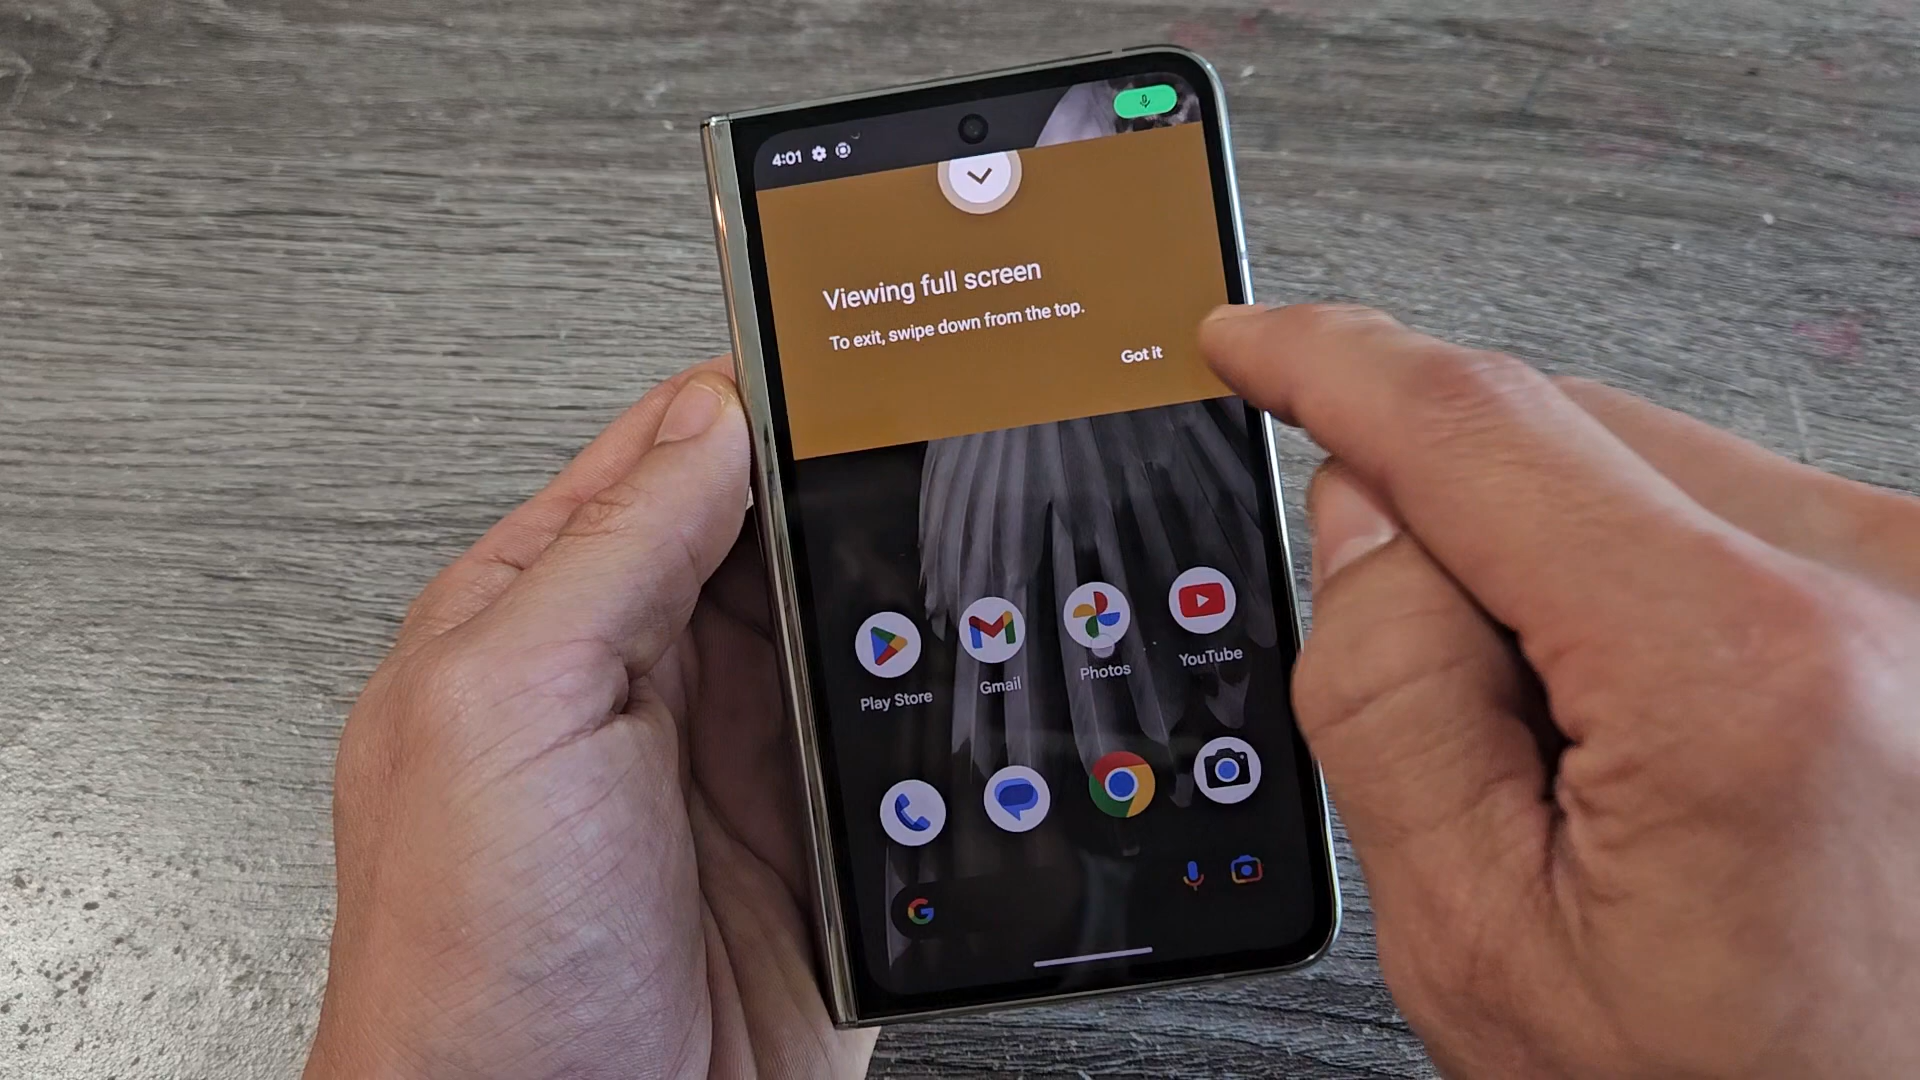 4:01
Viewing full screen
To exit, swipe down from the top.
Got it
Play Store
Gmail
Photos
YouTube